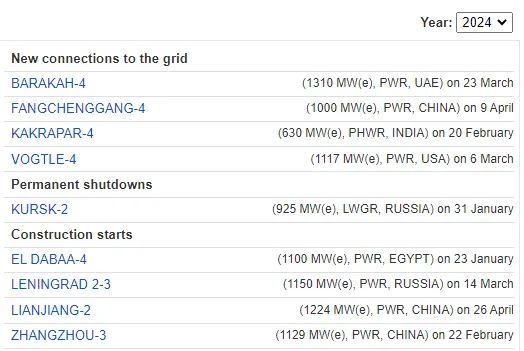 Year: 2024
New connections to the grid
BARAKAH-4 (1310 MW(e), PWR, UAE) on 23 March
FANGCHENGGANG-4 (1000 MW(e), PWR, CHINA) on 9 April
KAKRAPAR-4 (630 MW(e), PHWR, INDIA) on 20 February
VOGTLE-4 (1117 MW(e), PWR, USA) on 6 March
Permanent shutdowns
KURSK-2 (925 MW(e), LWGR, RUSSIA) on 31 January
Construction starts
EL DABAA-4 (1100 MW(e), PWR, EGYPT) on 23 January
LENINGRAD 2-3 (1150 MW(e), PWR, RUSSIA) on 14 March
LIANJIANG-2 (1224 MW(e), PWR, CHINA) on 26 April
ZHANGZHOU-3 (1129 MW(e), PWR, CHINA) on 22 February